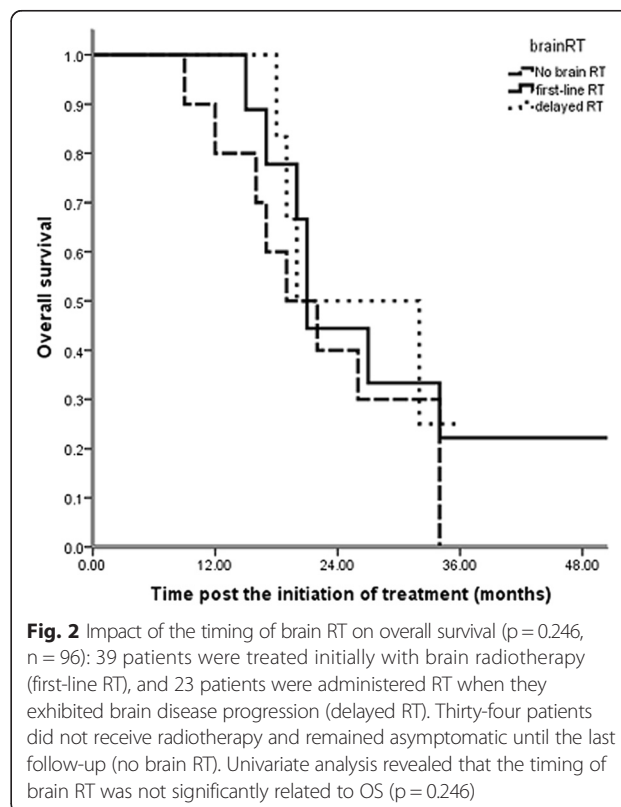 brainRT
No brain RT
first-line RT
delayed RT
Overall survival
1.0
0.9
0.8
0.7
0.6
0.5
0.4
0.3
0.2
0.1
0.0
0.00
12.00
24.00
36.00
48.00
Time post the initiation of treatment (months)
Fig. 2 Impact of the timing of brain RT on overall survival (p = 0.246,
n = 96): 39 patients were treated initially with brain radiotherapy
(first-line RT), and 23 patients were administered RT when they
exhibited brain disease progression (delayed RT). Thirty-four patients
did not receive radiotherapy and remained asymptomatic until the last
follow-up (no brain RT). Univariate analysis revealed that the timing of
brain RT was not significantly related to OS (p = 0.246)